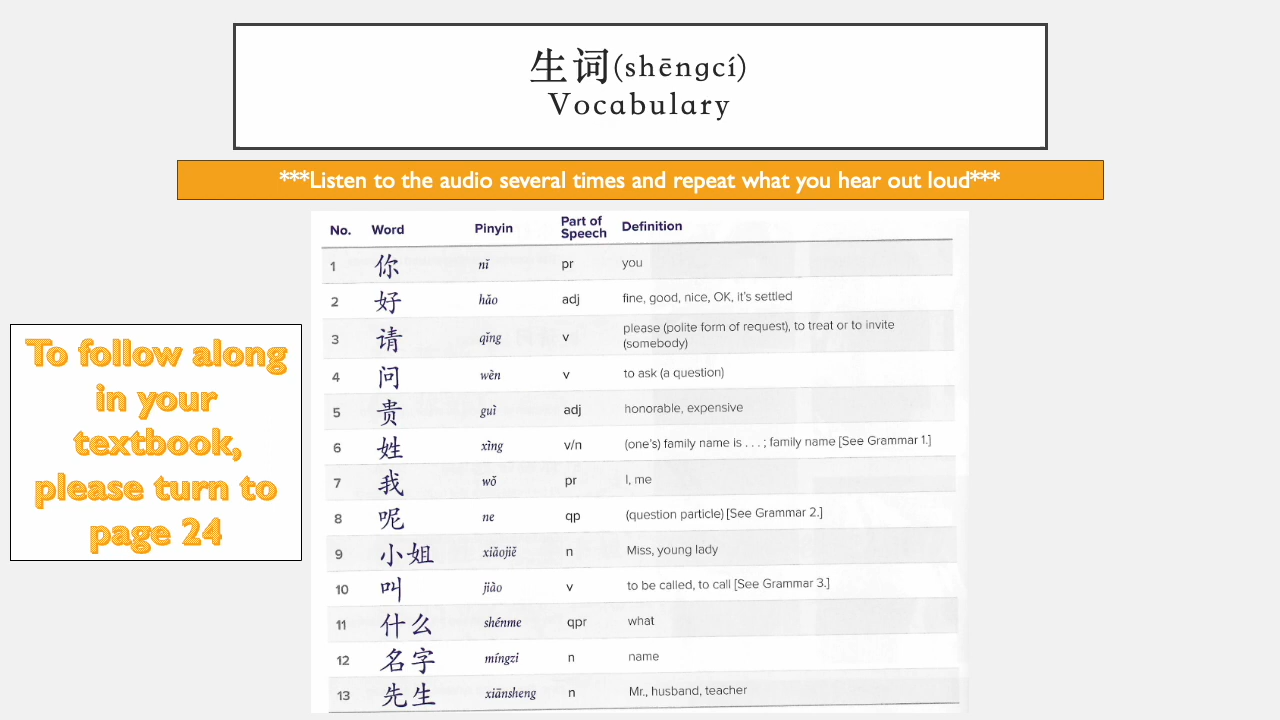 生词(shēngcí)
Vocabulary
***Listen to the audio several times and repeat what you hear out loud***
To follow along
in your
textbook,
please turn to
page 24
No. Word Pinyin Part of Speech Definition
1 你 nǐ pr you
2 好 hǎo adj fine, good, nice, OK, it's settled
3 请 qǐng v please (polite form of request), to treat or to invite
(somebody)
4 问 wèn v to ask (a question)
5 贵 guì adj honorable, expensive
6 姓 xìng v/n (one's) family name is . . . ; family name [See Grammar 1.]
7 我 wǒ pr I, me
8 呢 ne qp (question particle) [See Grammar 2.]
9 小姐 xiǎojiě n Miss, young lady
10 叫 jiào v to be called, to call [See Grammar 3.]
11 什么 shénme qpr what
12 名字 míngzi n name
13 先生 xiānsheng n Mr., husband, teacher